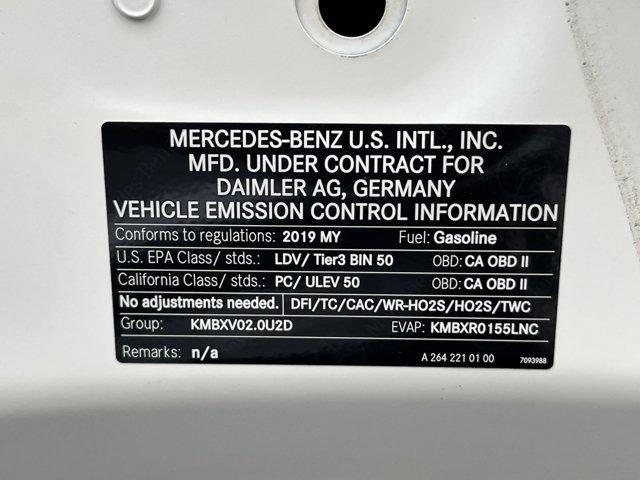 MERCEDES-BENZ U.S. INTL., INC.
MFD. UNDER CONTRACT FOR
DAIMLER AG, GERMANY
VEHICLE EMISSION CONTROL INFORMATION
Conforms to regulations: 2019 MY Fuel: Gasoline
U.S. EPA Class/ stds.: LDV/ Tier3 BIN 50 OBD: CA OBD II
California Class/ stds.: PC/ ULEV 50 OBD: CA OBD II
No adjustments needed. DFI/TC/CAC/WR-HO2S/HO2S/TWC
Group: KMBXV02.0U2D EVAP: KMBXR0155LNC
Remarks: n/a A 264 221 01 00 7093988